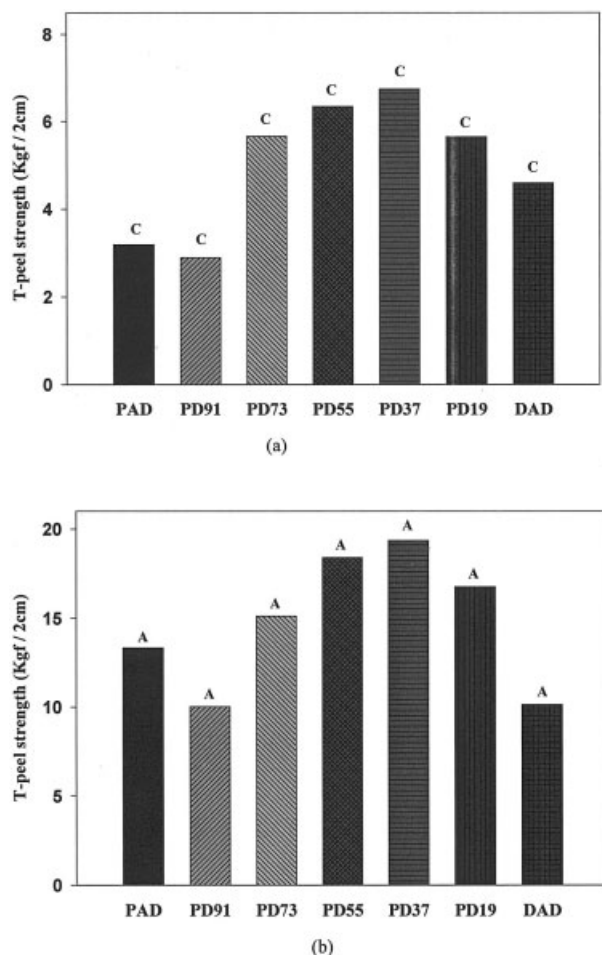 8
6
4
2
0
T-peel strength (Kgf / 2cm)
C
C
C
C
C
C
C
PAD PD91 PD73 PD55 PD37 PD19 DAD
(a)
20
15
10
5
0
T-peel strength (Kgf / 2cm)
A
A
A
A
A
A
A
PAD PD91 PD73 PD55 PD37 PD19 DAD
(b)